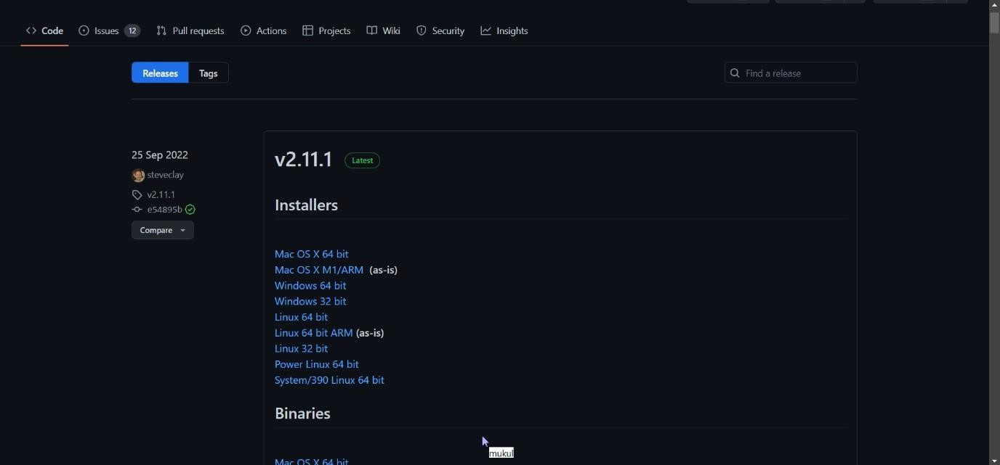 Code Issues 12 Pull requests Actions Projects Wiki Security Insights
Releases Tags Find a release
25 Sep 2022
steveclay
v2.11.1
e54895b
Compare
v2.11.1 Latest
Installers
Mac OS X 64 bit
Mac OS X M1/ARM (as-is)
Windows 64 bit
Windows 32 bit
Linux 64 bit
Linux 64 bit ARM (as-is)
Linux 32 bit
Power Linux 64 bit
System/390 Linux 64 bit
Binaries
mukul
Mac OS X 64 bit